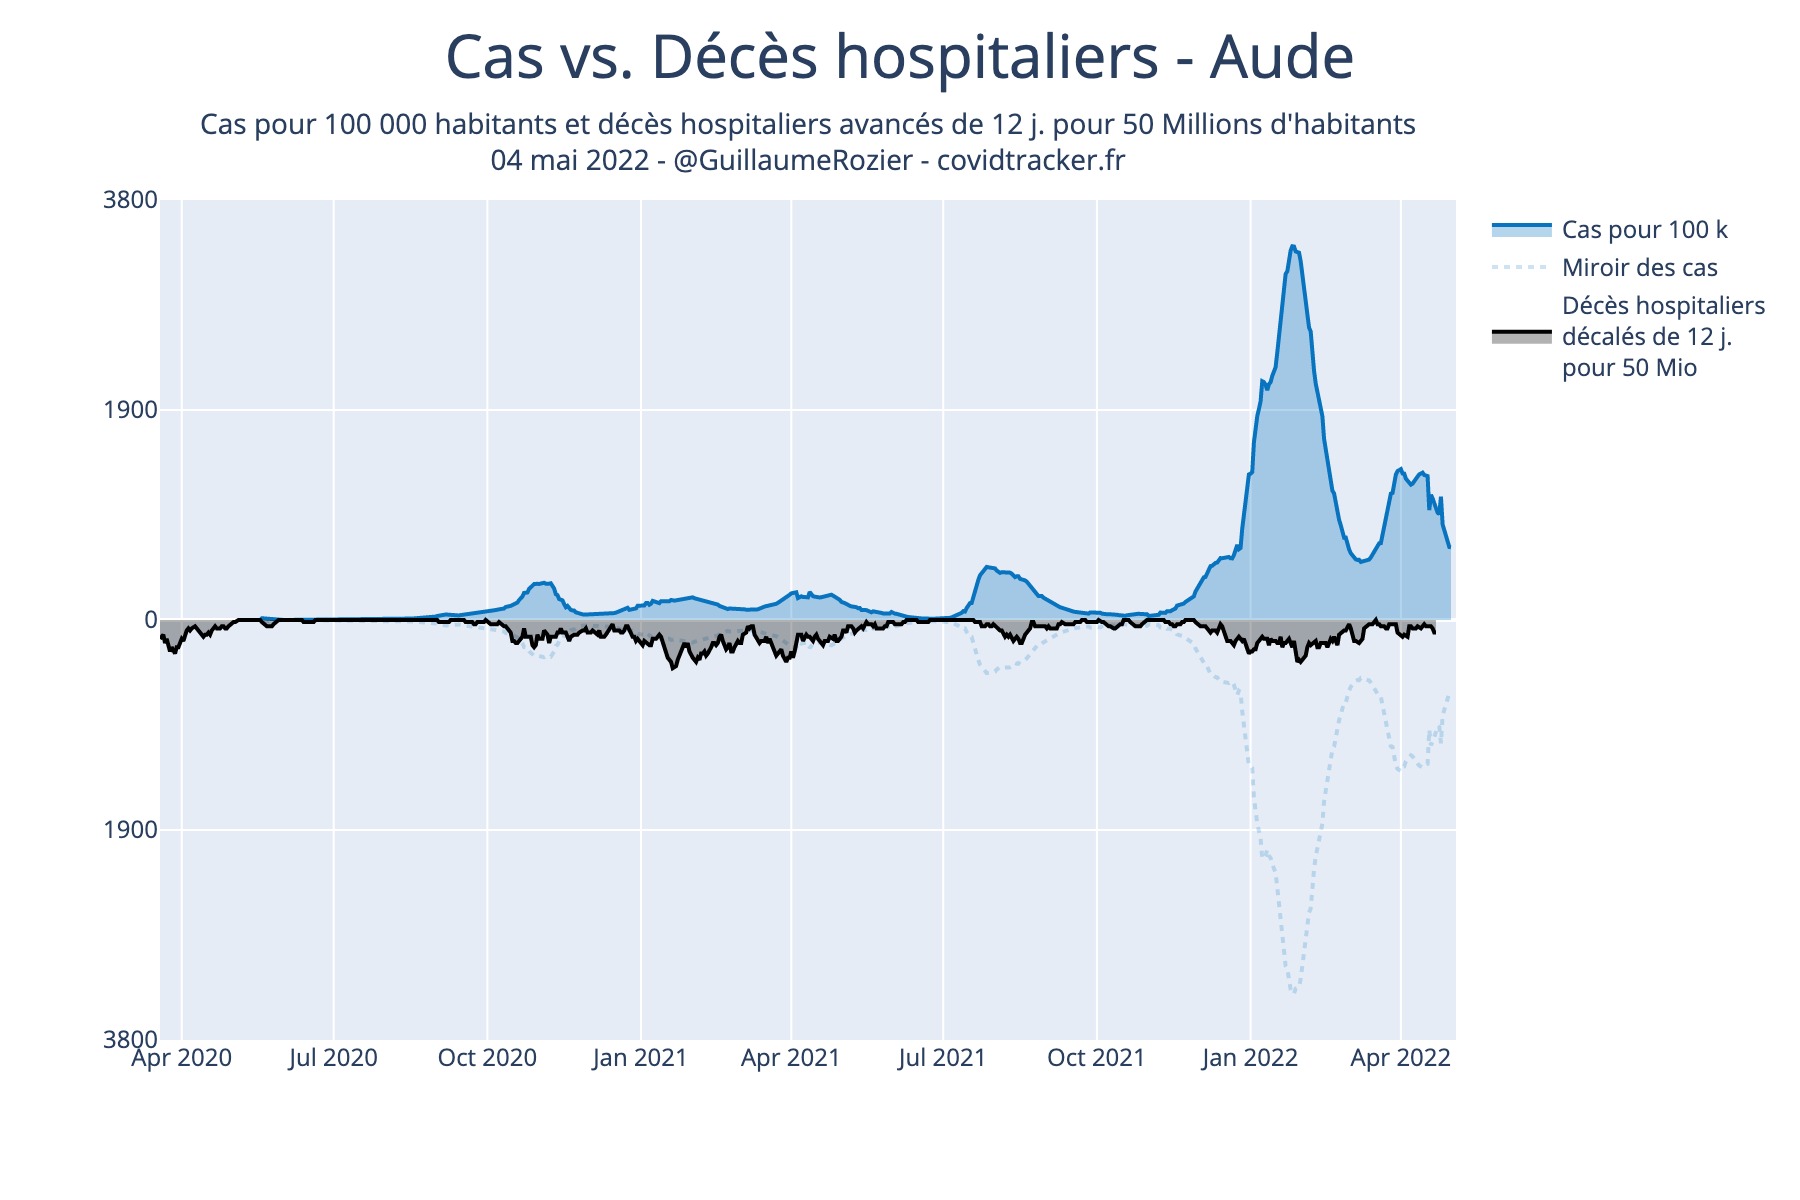 Cas vs. Décès hospitaliers - Aude
Cas pour 100 000 habitants et décès hospitaliers avancés de 12 j. pour 50 Millions d'habitants
04 mai 2022 - @GuillaumeRozier - covidtracker.fr
3800
1900
0
1900
3800
Apr 2020
Jul 2020
Oct 2020
Jan 2021
Apr 2021
Jul 2021
Oct 2021
Jan 2022
Apr 2022
Cas pour 100 k
Miroir des cas
Décès hospitaliers
décalés de 12 j.
pour 50 Mio